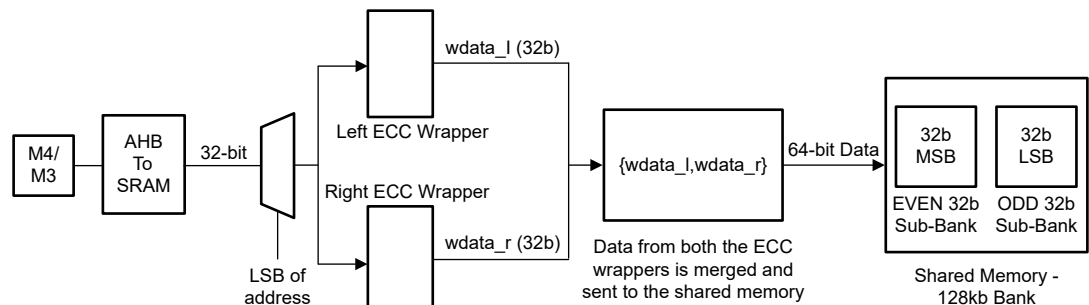 M4/
M3
AHB
To
SRAM
32-bit
LSB of
address
Left ECC Wrapper
Right ECC Wrapper
wdata_l (32b)
wdata_r (32b)
{wdata_l,wdata_r}
Data from both the ECC
wrappers is merged and
sent to the shared memory
64-bit Data
32b
MSB
EVEN 32b
Sub-Bank
32b
LSB
ODD 32b
Sub-Bank
Shared Memory -
128kb Bank